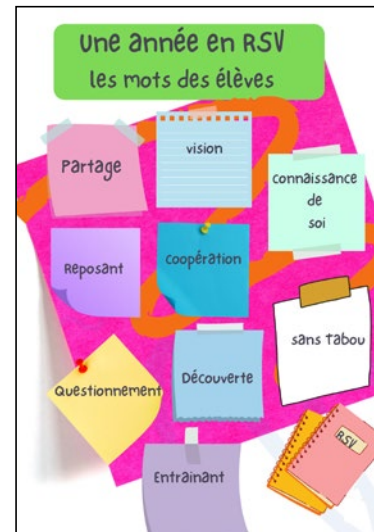 une année en RSV
les mots des élèves
Partage
vision
connaissance
de
soi
Reposant
Coopération
sans Tabou
Questionnement
Découverte
Entrainant
RSV